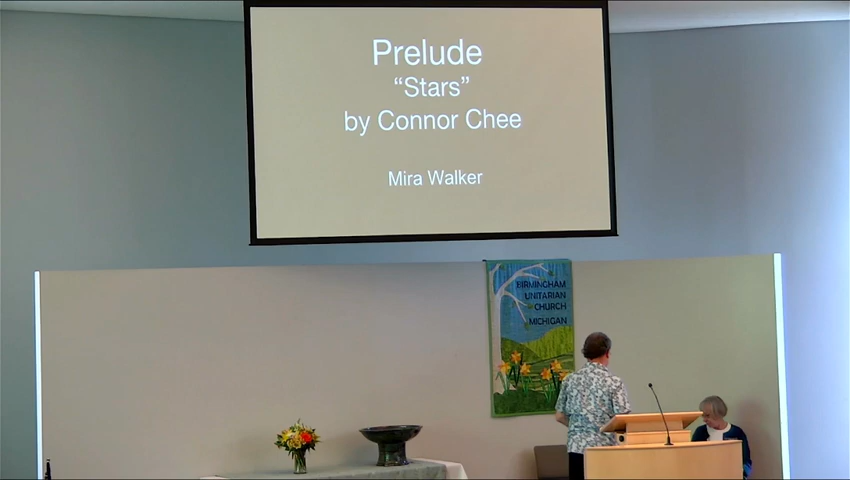 Prelude
“Stars”
by Connor Chee
Mira Walker
BIRMINGHAM
UNITARIAN
CHURCH
MICHIGAN